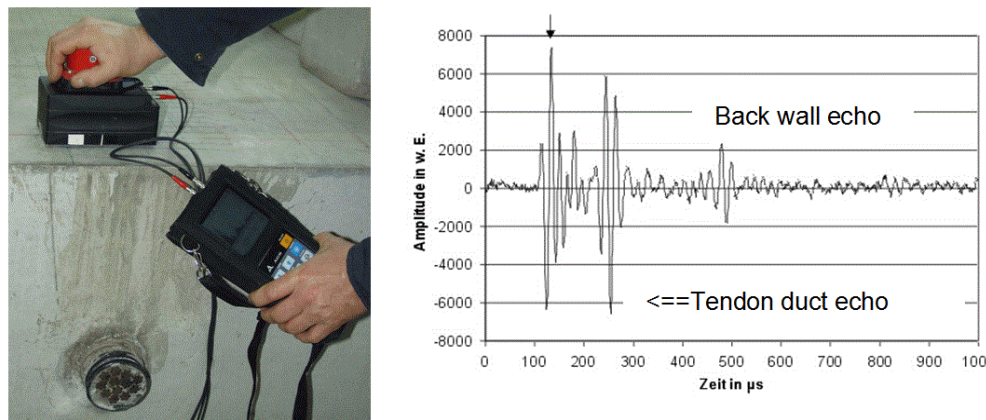 8000
6000
4000
2000
0
-2000
-4000
-6000
-8000
Amplitude in w. E.
Back wall echo
<==Tendon duct echo
0 100 200 300 400 500 600 700 800 900 100
Zeit in µs